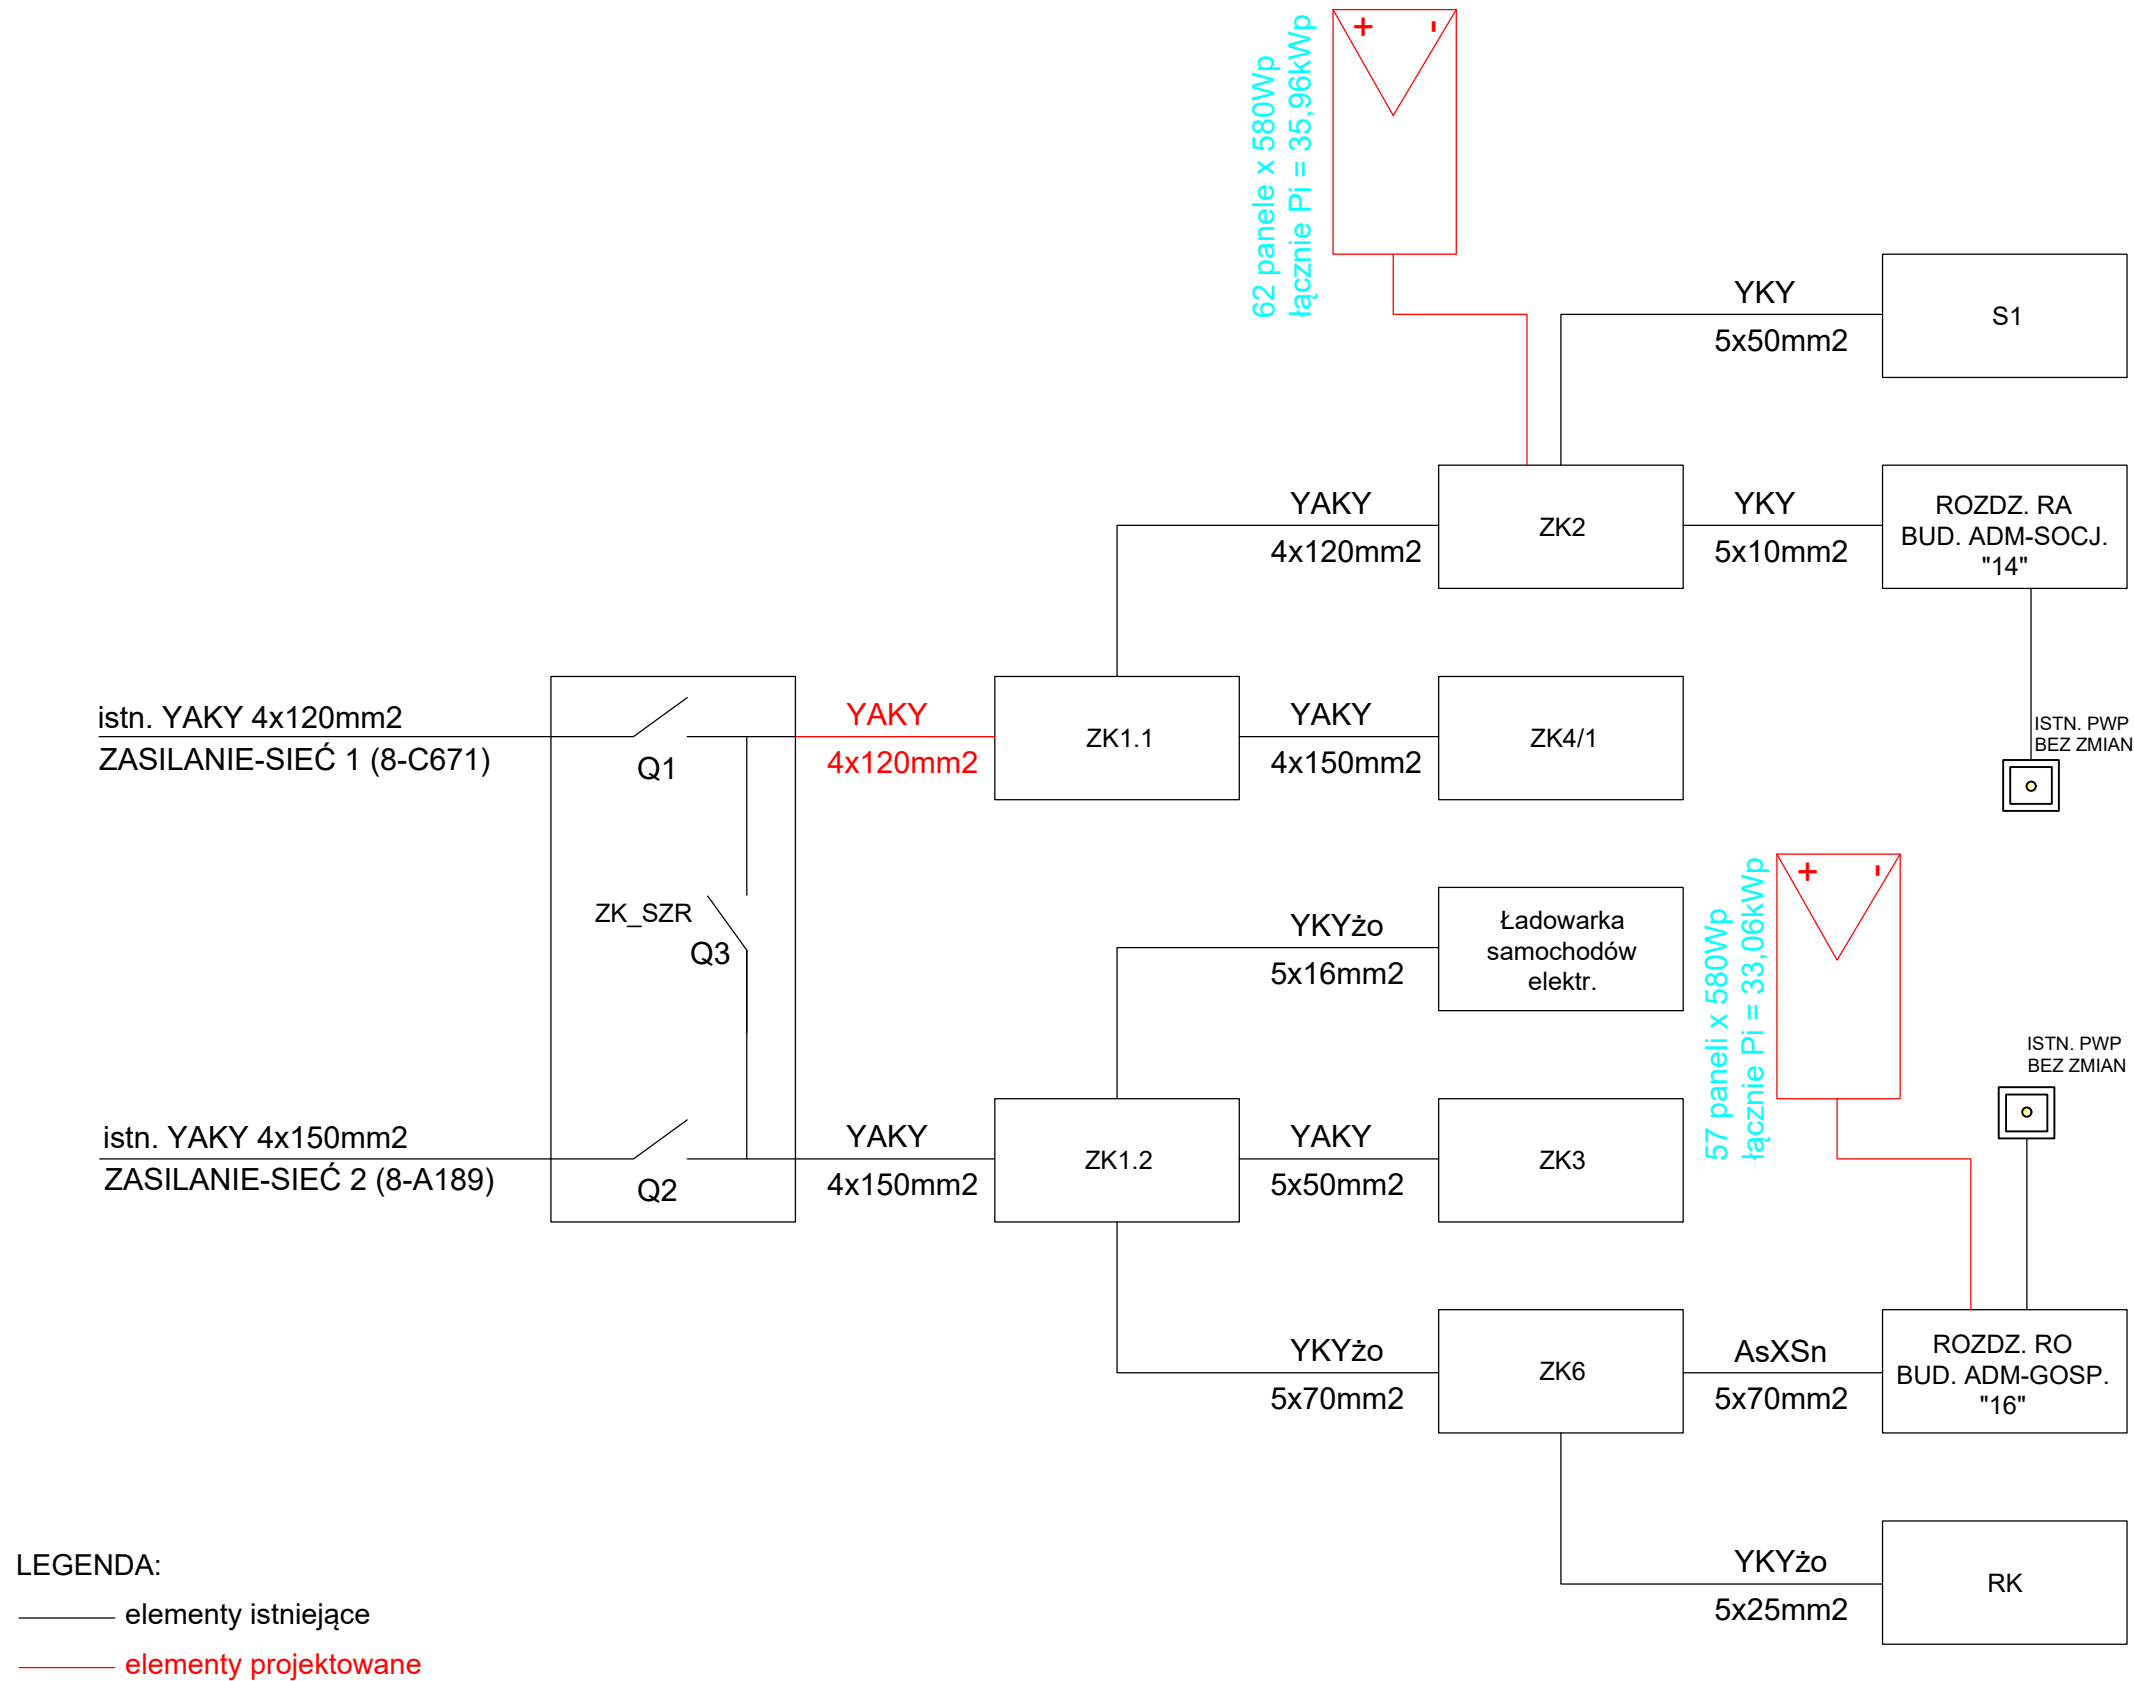 62 panele x 580Wp
łącznie Pi = 35,96kWp
+ -
YKY
5x50mm2
S1
YAKY
4x120mm2
ZK2
YKY
5x10mm2
ROZDZ. RA
BUD. ADM-SOCJ.
"14"
ISTN. PWP
BEZ ZMIAN
istn. YAKY 4x120mm2
ZASILANIE-SIEĆ 1 (8-C671)
Q1
YAKY
4x120mm2
ZK1.1
YAKY
4x150mm2
ZK4/1
ZK_SZR
Q3
YKYżo
5x16mm2
Ładowarka
samochodów
elektr.
57 paneli x 580Wp
łącznie Pi = 33,06kWp
+ -
ISTN. PWP
BEZ ZMIAN
istn. YAKY 4x150mm2
ZASILANIE-SIEĆ 2 (8-A189)
Q2
YAKY
4x150mm2
ZK1.2
YAKY
5x50mm2
ZK3
YKYżo
5x70mm2
ZK6
AsXSn
5x70mm2
ROZDZ. RO
BUD. ADM-GOSP.
"16"
YKYżo
5x25mm2
RK
LEGENDA:
elementy istniejące
elementy projektowane